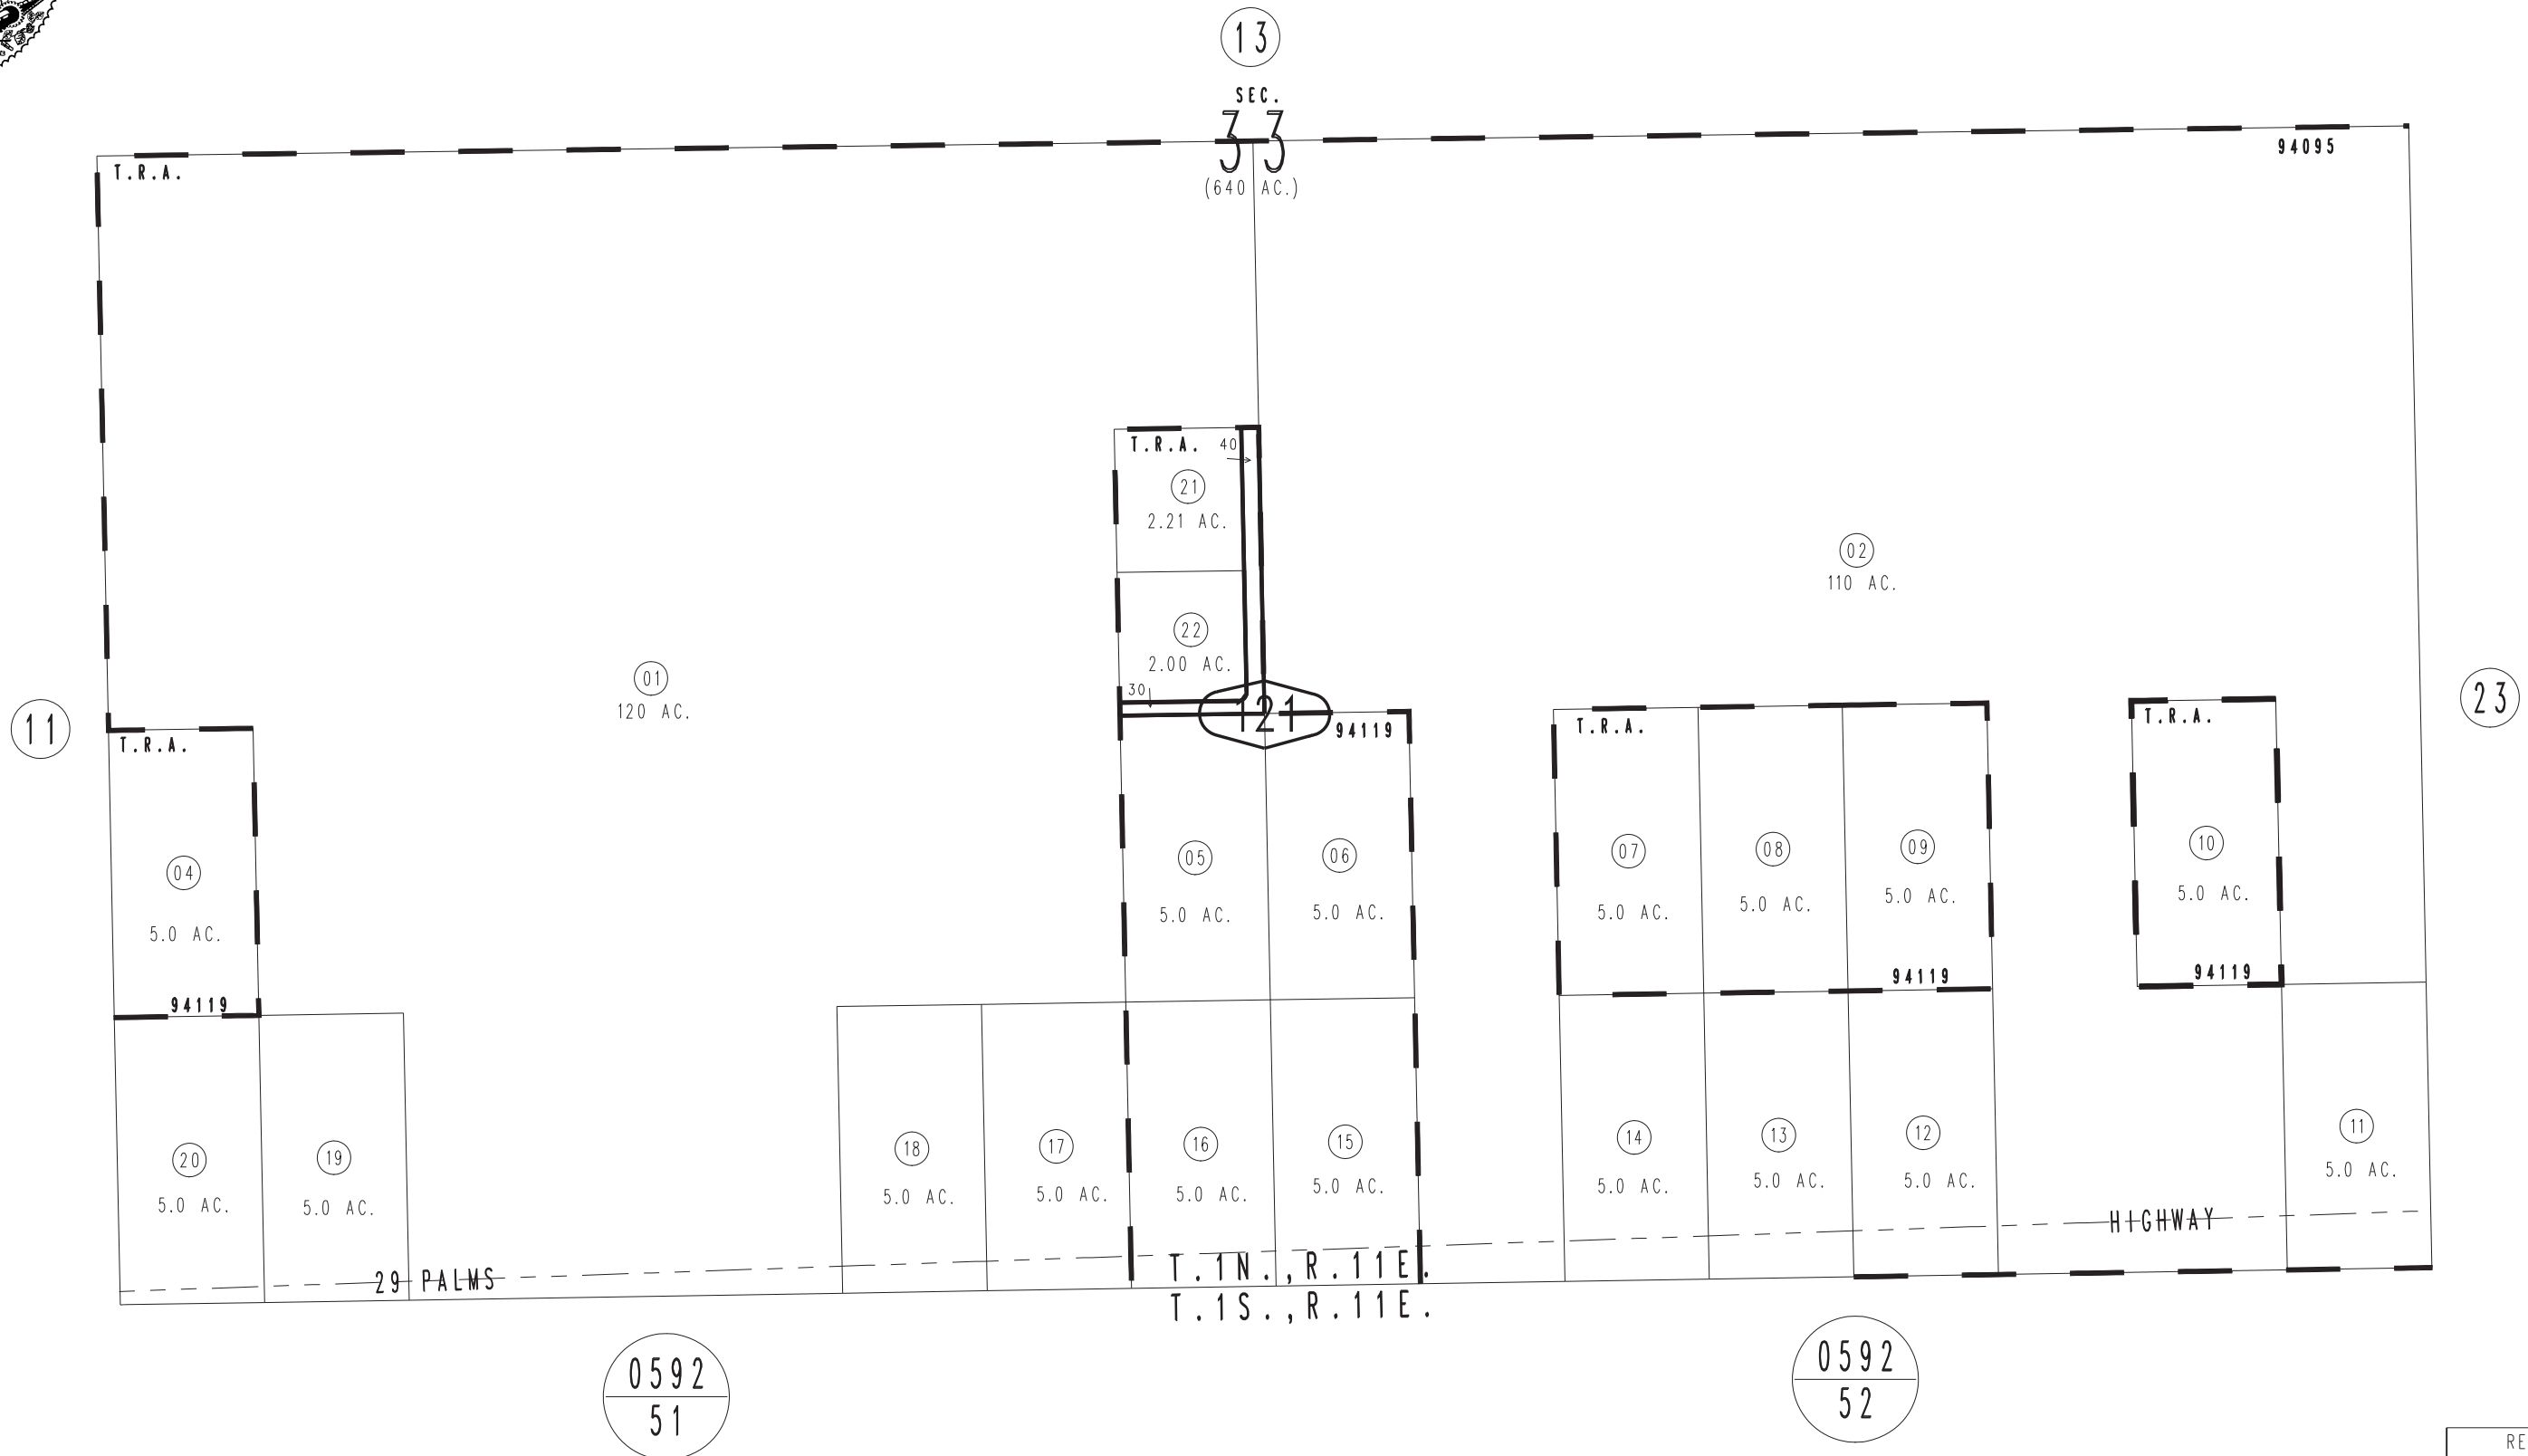 13
SEC.
33
(640 AC.)
T.R.A.
94095
T.R.A.
40
21
2.21 AC.
02
110 AC.
22
2.00 AC.
30
01
120 AC.
11
23
121
94119
T.R.A.
T.R.A.
T.R.A.
04
5.0 AC.
05
5.0 AC.
06
5.0 AC.
07
5.0 AC.
08
5.0 AC.
09
5.0 AC.
10
5.0 AC.
94119
94119
94119
20
5.0 AC.
19
5.0 AC.
18
5.0 AC.
17
5.0 AC.
16
5.0 AC.
15
5.0 AC.
14
5.0 AC.
13
5.0 AC.
12
5.0 AC.
11
5.0 AC.
29 PALMS
HIGHWAY
T.1N.,R.11E.
T.1S.,R.11E.
0592
51
0592
52
RE